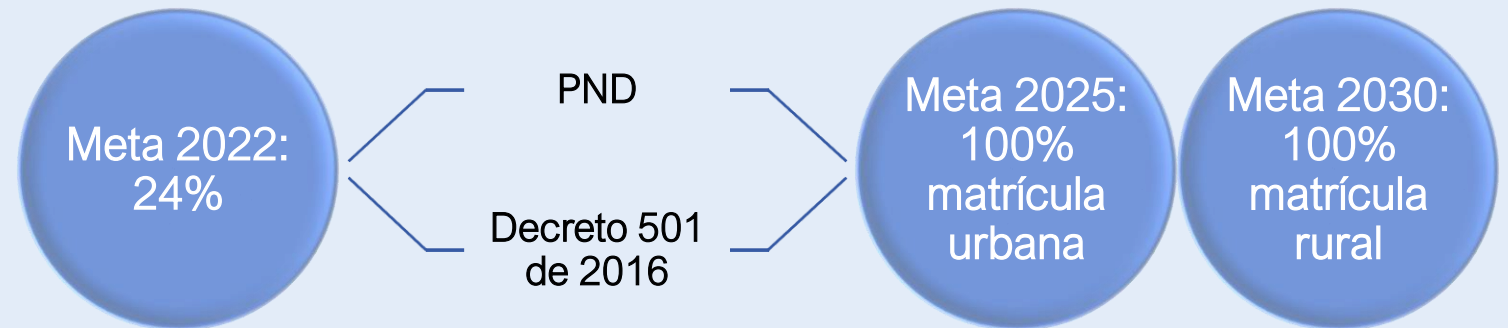 Meta 2022:
24%
PND
Decreto 501
de 2016
Meta 2025:
100%
matrícula
urbana
Meta 2030:
100%
matrícula
rural